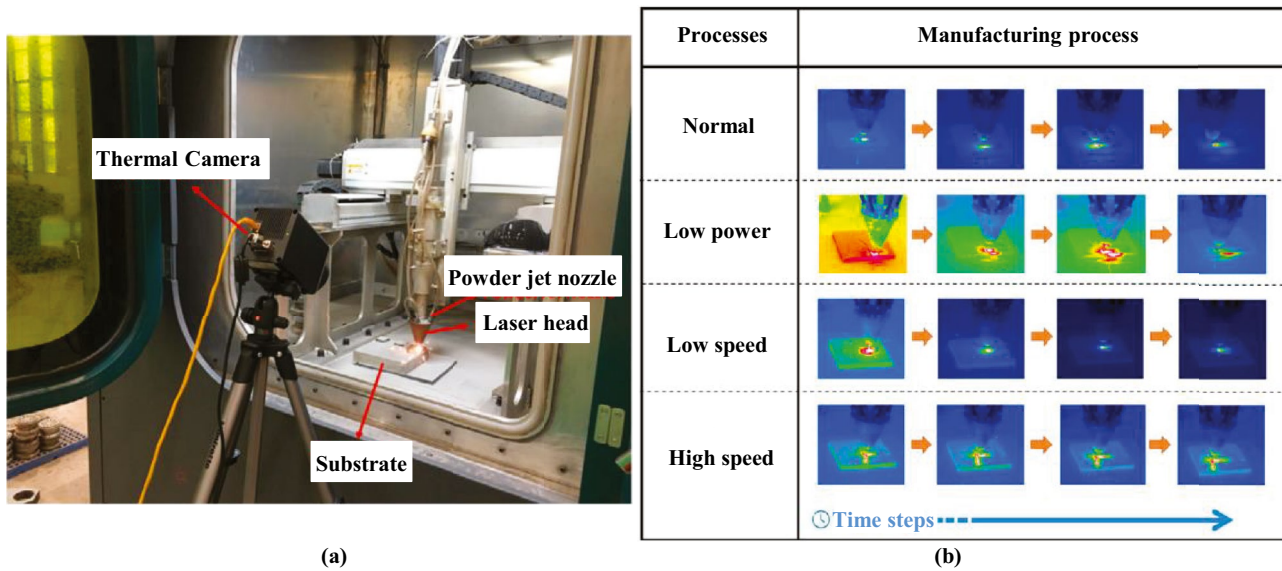 Thermal Camera
Powder jet nozzle
Laser head
Substrate
(a)
Processes
Manufacturing process
Normal
Low power
Low speed
High speed
Time steps
(b)